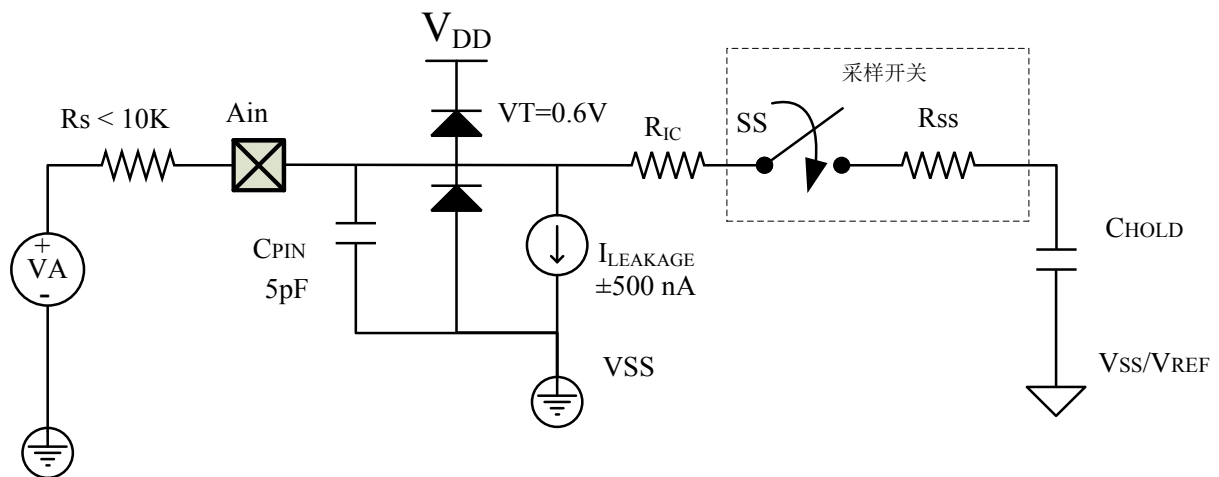 VDD
采样开关
Rs < 10K
Ain
VT=0.6V
RIC
SS
Rss
CPIN
5pF
ILEAKAGE
±500 nA
CHOLD
+
VA
-
VSS
VSS/VREF